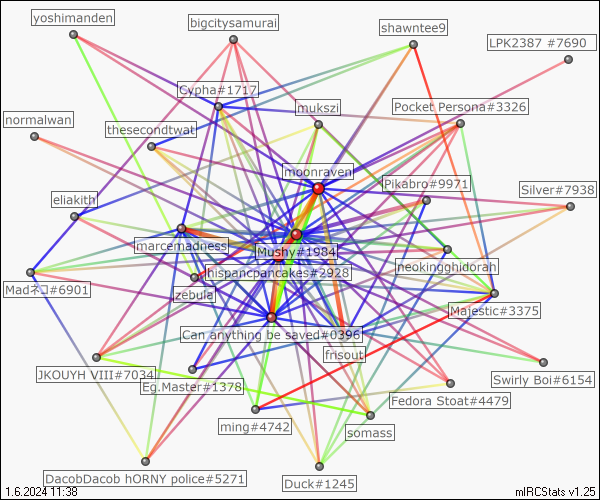 yoshimanden
bigcitysamurai
shawntee9
LPK2387 #7690
Cypha#1717
mukszi
Pocket Persona#3326
normalwan
thesecondtwat
moonraven
Pikabro#9971
Silver#7938
eliakith
marcemadness
Mushy#1984
neokingghidorah
hispancpancakes#2928
Madネコ#6901
zebula
Majestic#3375
Can anything be saved#0396
frisout
JKOUYH VIII#7034
Eg.Master#1378
Swirly Boi#6154
Fedora Stoat#4479
ming#4742
somass
DacobDacob hORNY police#5271
Duck#1245
1.6.2024 11:38
mIRCStats v1.25